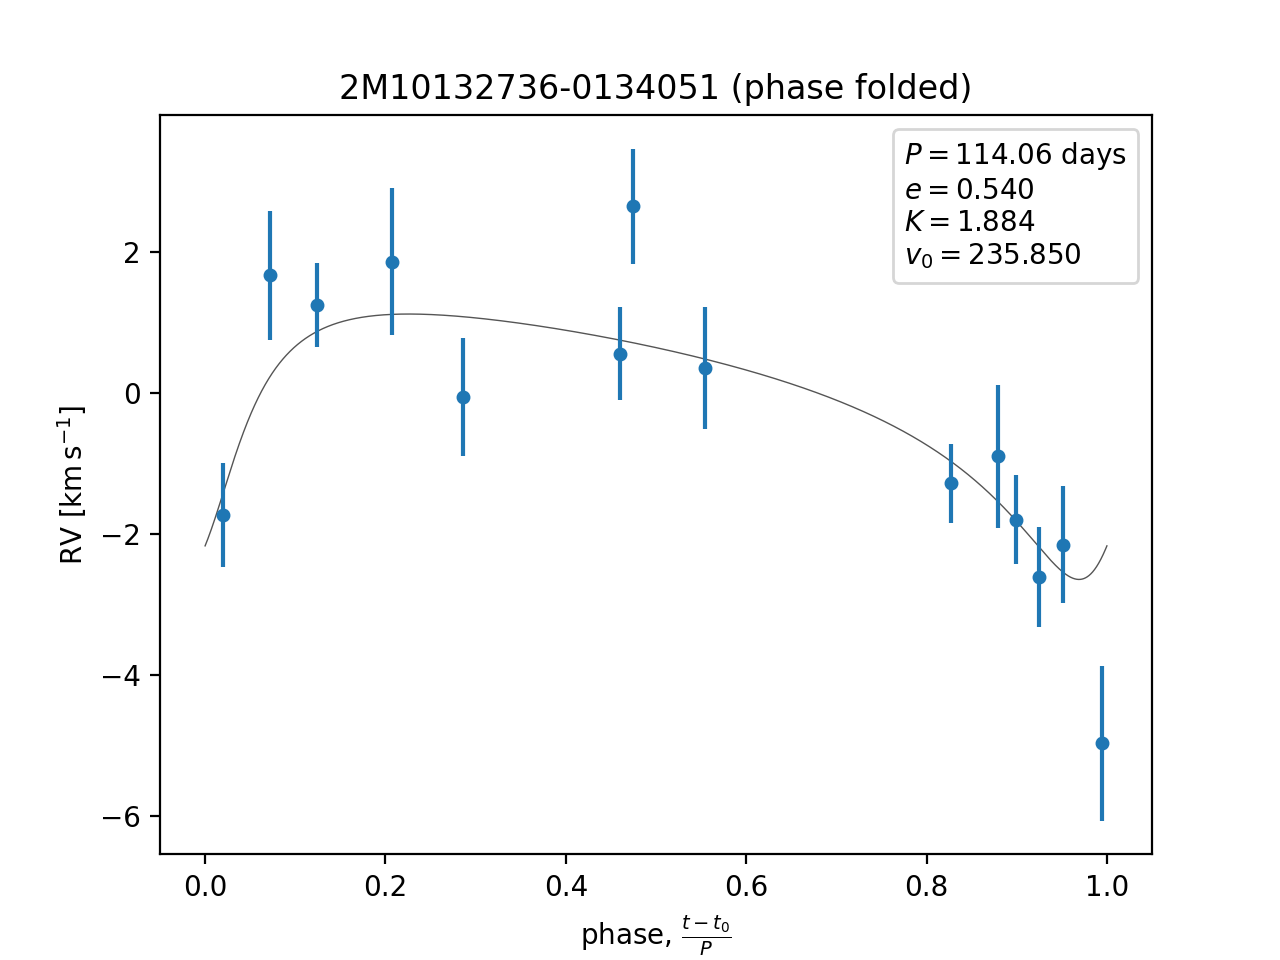 2M10132736-0134051 (phase folded)
P = 114.06 days
e = 0.540
K = 1.884
v₀ = 235.850
2
0
−2
−4
−6
RV [km s⁻¹]
0.0 0.2 0.4 0.6 0.8 1.0
phase, (t − t₀)/P